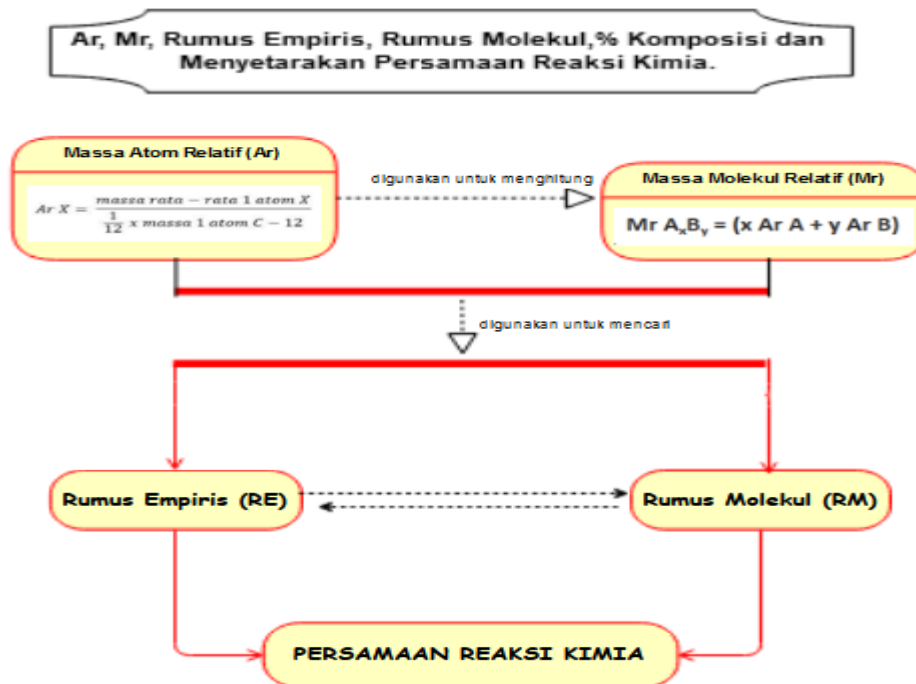 Ar, Mr, Rumus Empiris, Rumus Molekul,% Komposisi dan
Menyetarakan Persamaan Reaksi Kimia.
Massa Atom Relatif (Ar)
Ar X = massa rata − rata 1 atom X / 1/12 x massa 1 atom C − 12
digunakan untuk menghitung
Massa Molekul Relatif (Mr)
Mr AₓBᵧ = (x Ar A + y Ar B)
digunakan untuk mencari
Rumus Empiris (RE)
Rumus Molekul (RM)
PERSAMAAN REAKSI KIMIA